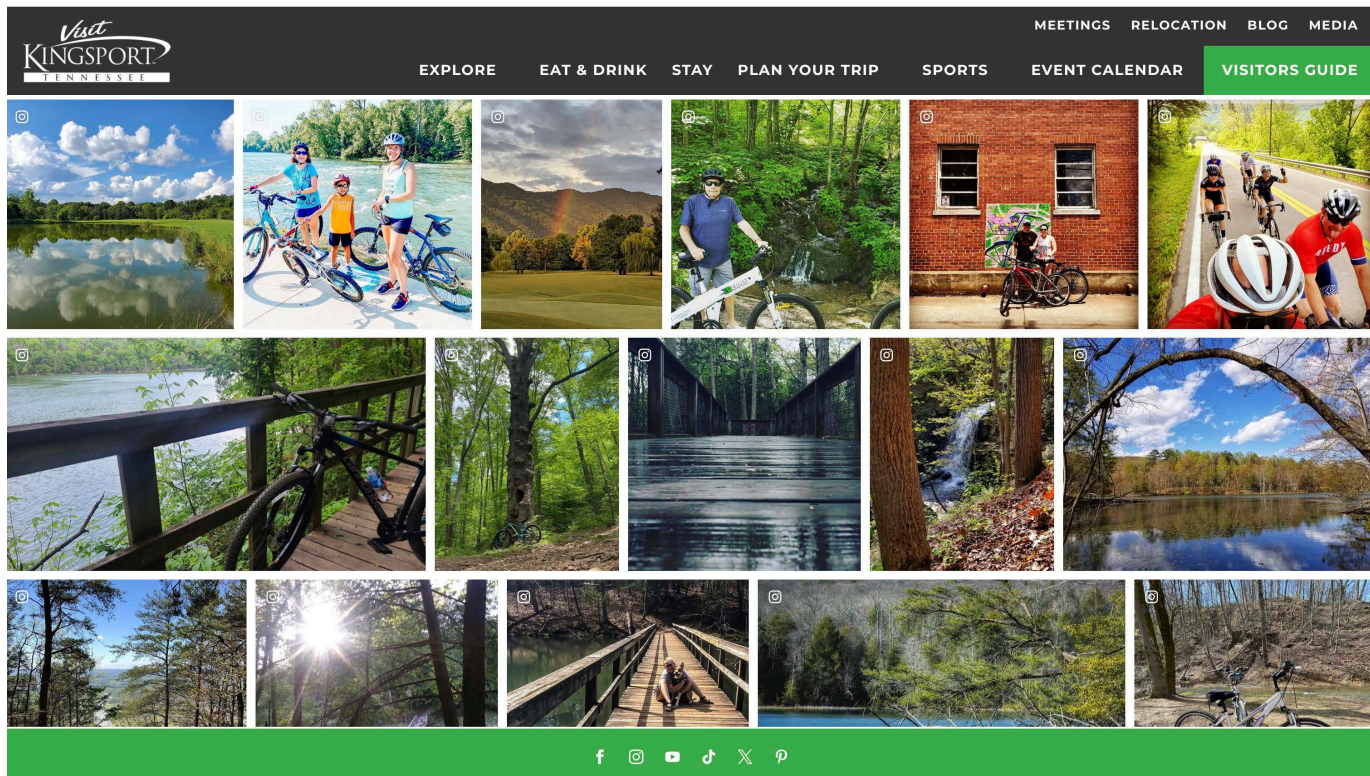 MEETINGS RELOCATION BLOG MEDIA
Visit
KINGSPORT
TENNESSEE
EXPLORE EAT & DRINK STAY PLAN YOUR TRIP SPORTS EVENT CALENDAR VISITORS GUIDE